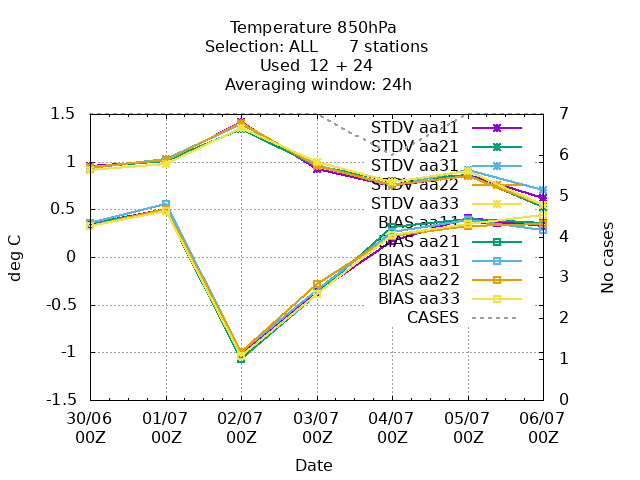 Temperature 850hPa
Selection: ALL 7 stations
Used 12 + 24
Averaging window: 24h
deg C
1.5
1
0.5
0
-0.5
-1
-1.5
STDV aa11
STDV aa21
STDV aa31
STDV aa22
STDV aa33
BIAS aa11
BIAS aa21
BIAS aa31
BIAS aa22
BIAS aa33
CASES
7
6
5
4
3
2
1
0
No cases
30/06 01/07 02/07 03/07 04/07 05/07 06/07
00Z 00Z 00Z 00Z 00Z 00Z 00Z
Date